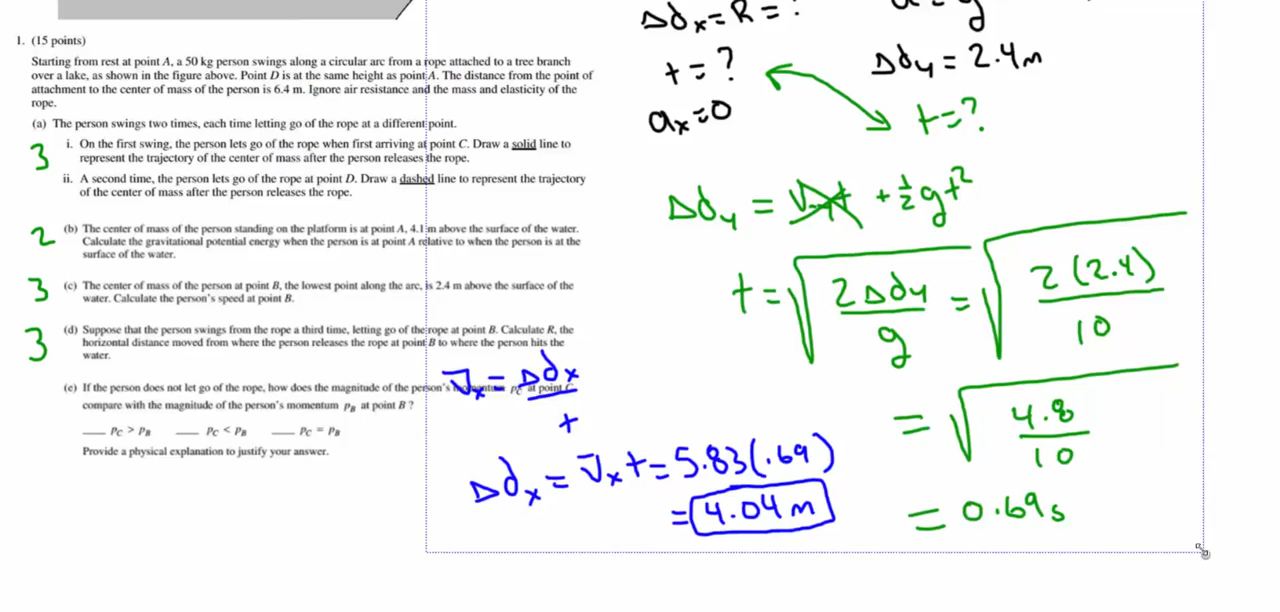 1. (15 points)
Starting from rest at point A, a 50 kg person swings along a circular arc from a rope attached to a tree branch
over a lake, as shown in the figure above. Point D is at the same height as point A. The distance from the point of
attachment to the center of mass of the person is 6.4 m. Ignore air resistance and the mass and elasticity of the
rope.
(a) The person swings two times, each time letting go of the rope at a different point.
3
i. On the first swing, the person lets go of the rope when first arriving at point C. Draw a solid line to
represent the trajectory of the center of mass after the person releases the rope.
ii. A second time, the person lets go of the rope at point D. Draw a dashed line to represent the trajectory
of the center of mass after the person releases the rope.
2
(b) The center of mass of the person standing on the platform is at point A, 4.1 m above the surface of the water.
Calculate the gravitational potential energy when the person is at point A relative to when the person is at the
surface of the water.
3
(c) The center of mass of the person at point B, the lowest point along the arc, is 2.4 m above the surface of the
water. Calculate the person's speed at point B.
3
(d) Suppose that the person swings from the rope a third time, letting go of the rope at point B. Calculate R, the
horizontal distance moved from where the person releases the rope at point B to where the person hits the
water.
(e) If the person does not let go of the rope, how does the magnitude of the person's momentum p_C at point C
compare with the magnitude of the person's momentum p_B at point B ?
___ p_C > p_B ___ p_C < p_B ___ p_C = p_B
Provide a physical explanation to justify your answer.
Δd_x = R = ?
t = ?
a_x = 0
Δd_y = 2.4 m
t = ?
Δd_y = + ½ g t²
t = √(2Δd_y / g) = √(2(2.4) / 10)
= √(4.8 / 10)
= 0.69 s
v̄_x = Δd_x / t
Δd_x = v̄_x t = 5.83(.69)
= 4.04 m